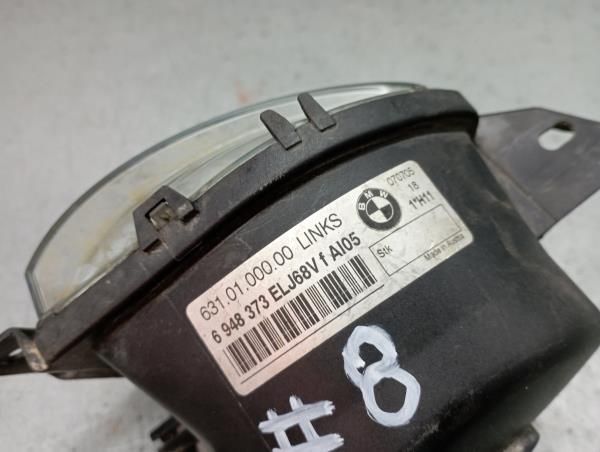 631.01.000.00 LINKS
6 948 373 ELJ68V f AI05
BMW
070705
18
1*H11
Stk
Made in Austria
#8